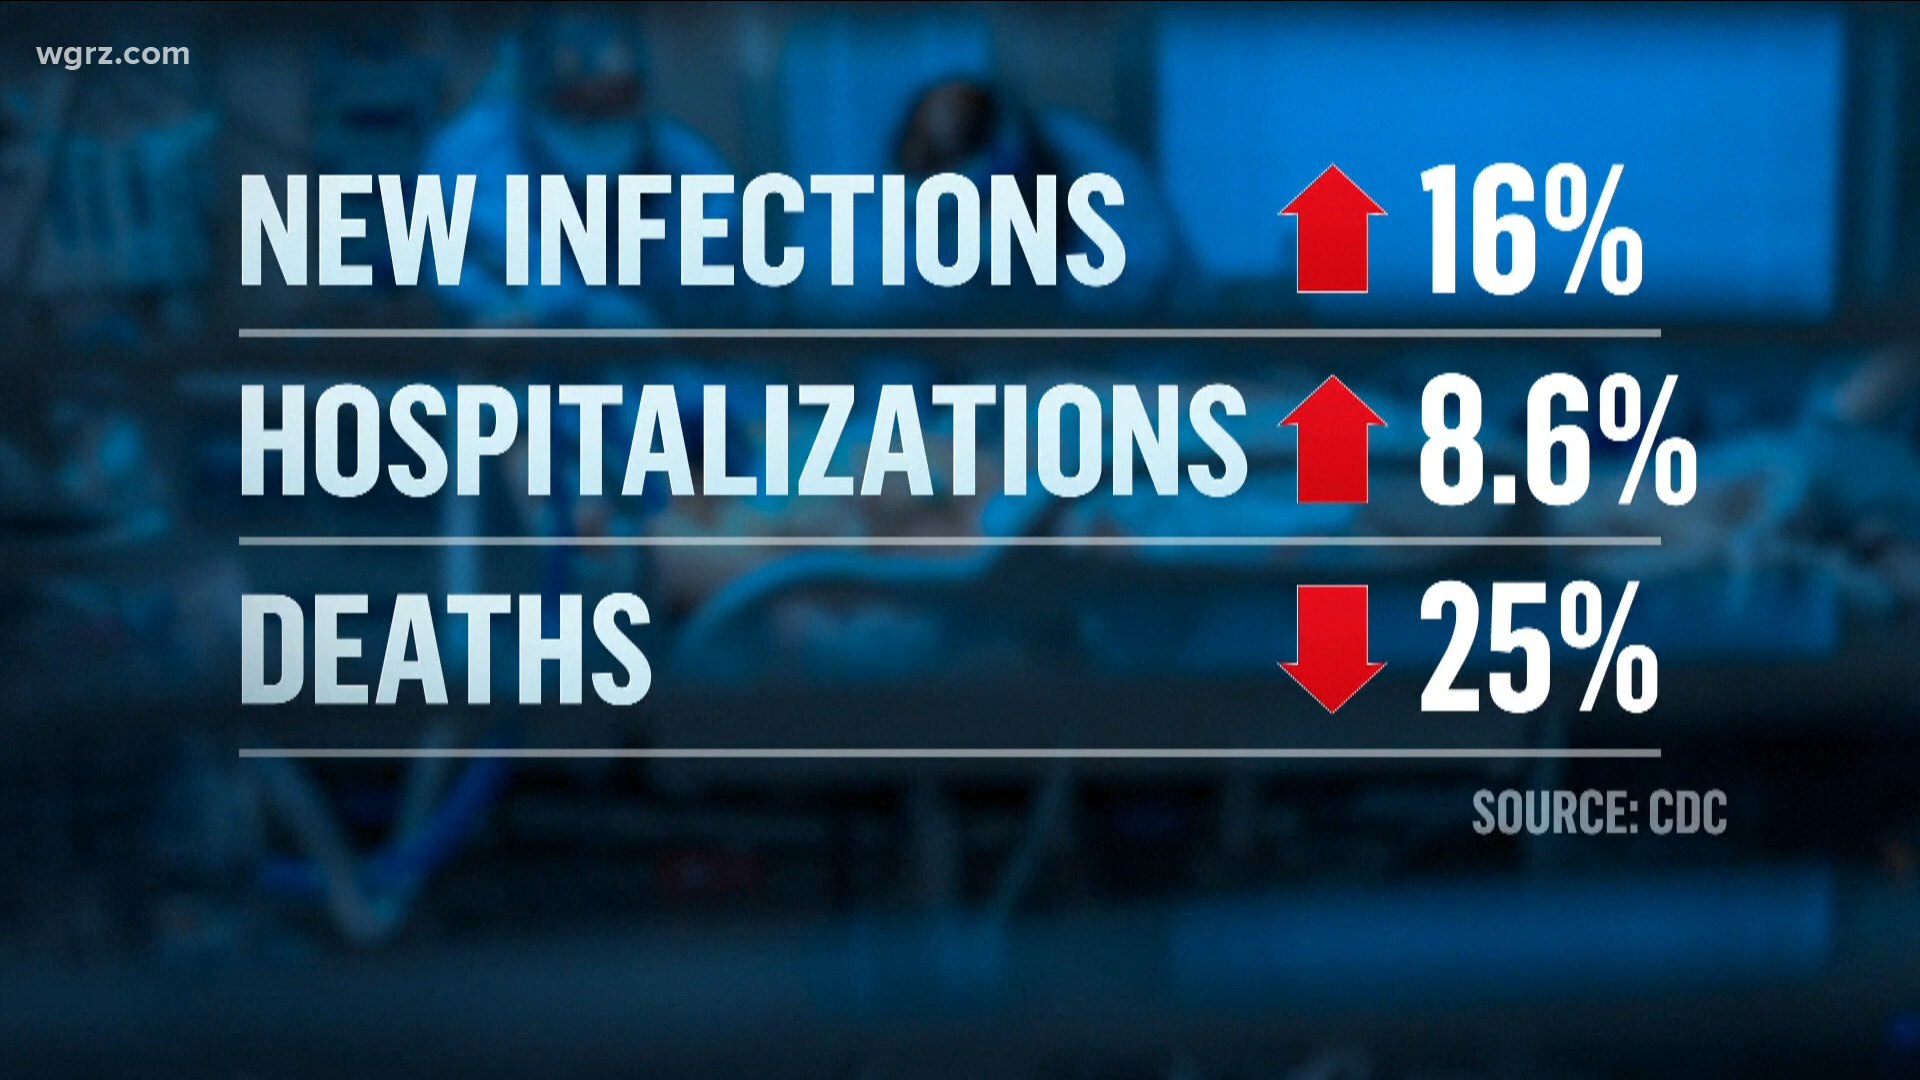 wgrz.com
NEW INFECTIONS 16%
HOSPITALIZATIONS 8.6%
DEATHS 25%
SOURCE: CDC